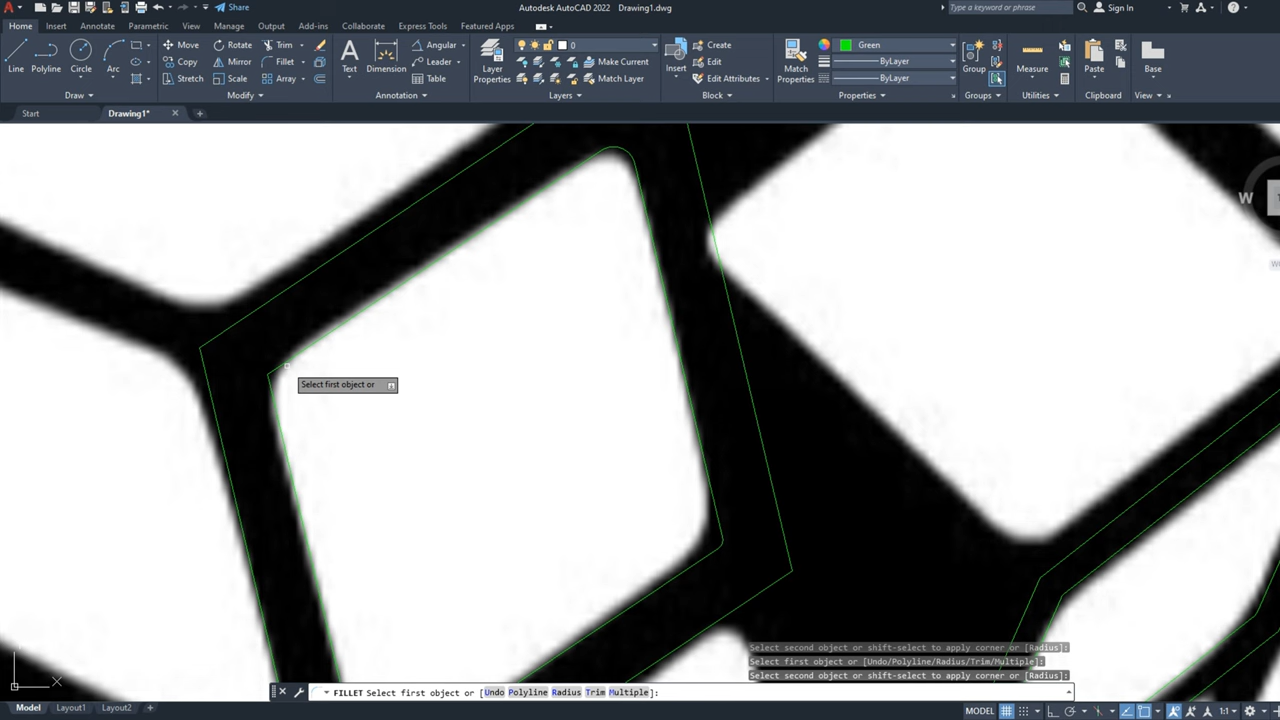 Share
Autodesk AutoCAD 2022 Drawing1.dwg
Type a keyword or phrase
Sign In
Home Insert Annotate Parametric View Manage Output Add-ins Collaborate Express Tools Featured Apps
Line Polyline Circle Arc
Move Rotate Trim
Copy Mirror Fillet
Stretch Scale Array
Text Dimension
Angular
Leader
Table
Layer Properties
0
Make Current
Match Layer
Insert
Create
Edit
Edit Attributes
Match Properties
Green
ByLayer
ByLayer
Group
Measure
Paste
Base
Draw Modify Annotation Layers Block Properties Groups Utilities Clipboard View
Start Drawing1*
W
Select first object or
Select second object or shift-select to apply corner or [Radius]:
Select first object or [Undo/Polyline/Radius/Trim/Multiple]:
Select second object or shift-select to apply corner or [Radius]:
FILLET Select first object or [Undo Polyline Radius Trim Multiple]:
Y
X
Model Layout1 Layout2
MODEL
1:1